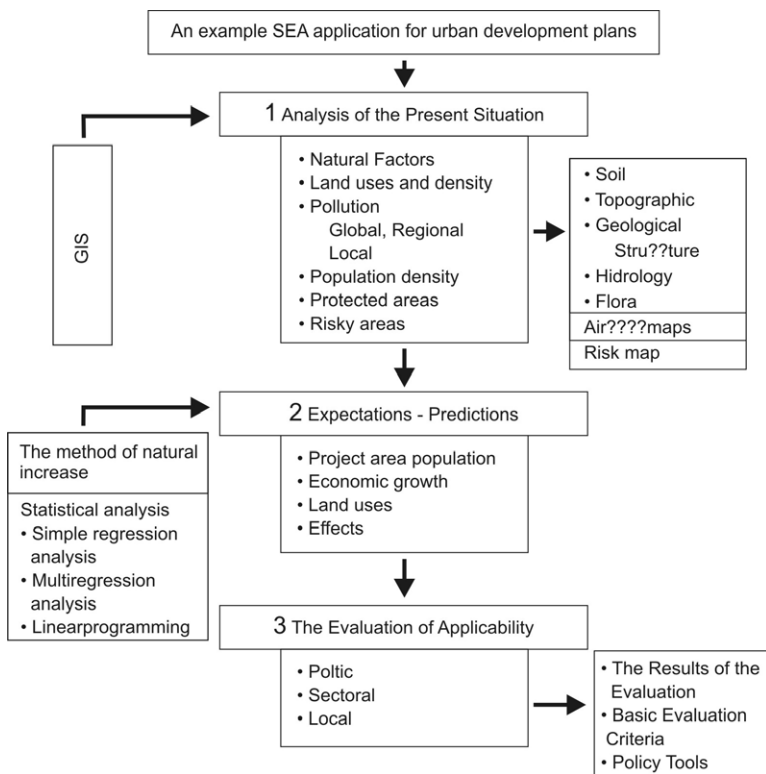 An example SEA application for urban development plans
1 Analysis of the Present Situation
GIS
• Natural Factors
• Land uses and density
• Pollution
Global, Regional
Local
• Population density
• Protected areas
• Risky areas
• Soil
• Topographic
• Geological
Stru??ture
• Hidrology
• Flora
Air????maps
Risk map
2 Expectations - Predictions
The method of natural
increase
Statistical analysis
• Simple regression
analysis
• Multiregression
analysis
• Linearprogramming
• Project area population
• Economic growth
• Land uses
• Effects
3 The Evaluation of Applicability
• Poltic
• Sectoral
• Local
• The Results of the
Evaluation
• Basic Evaluation
Criteria
• Policy Tools